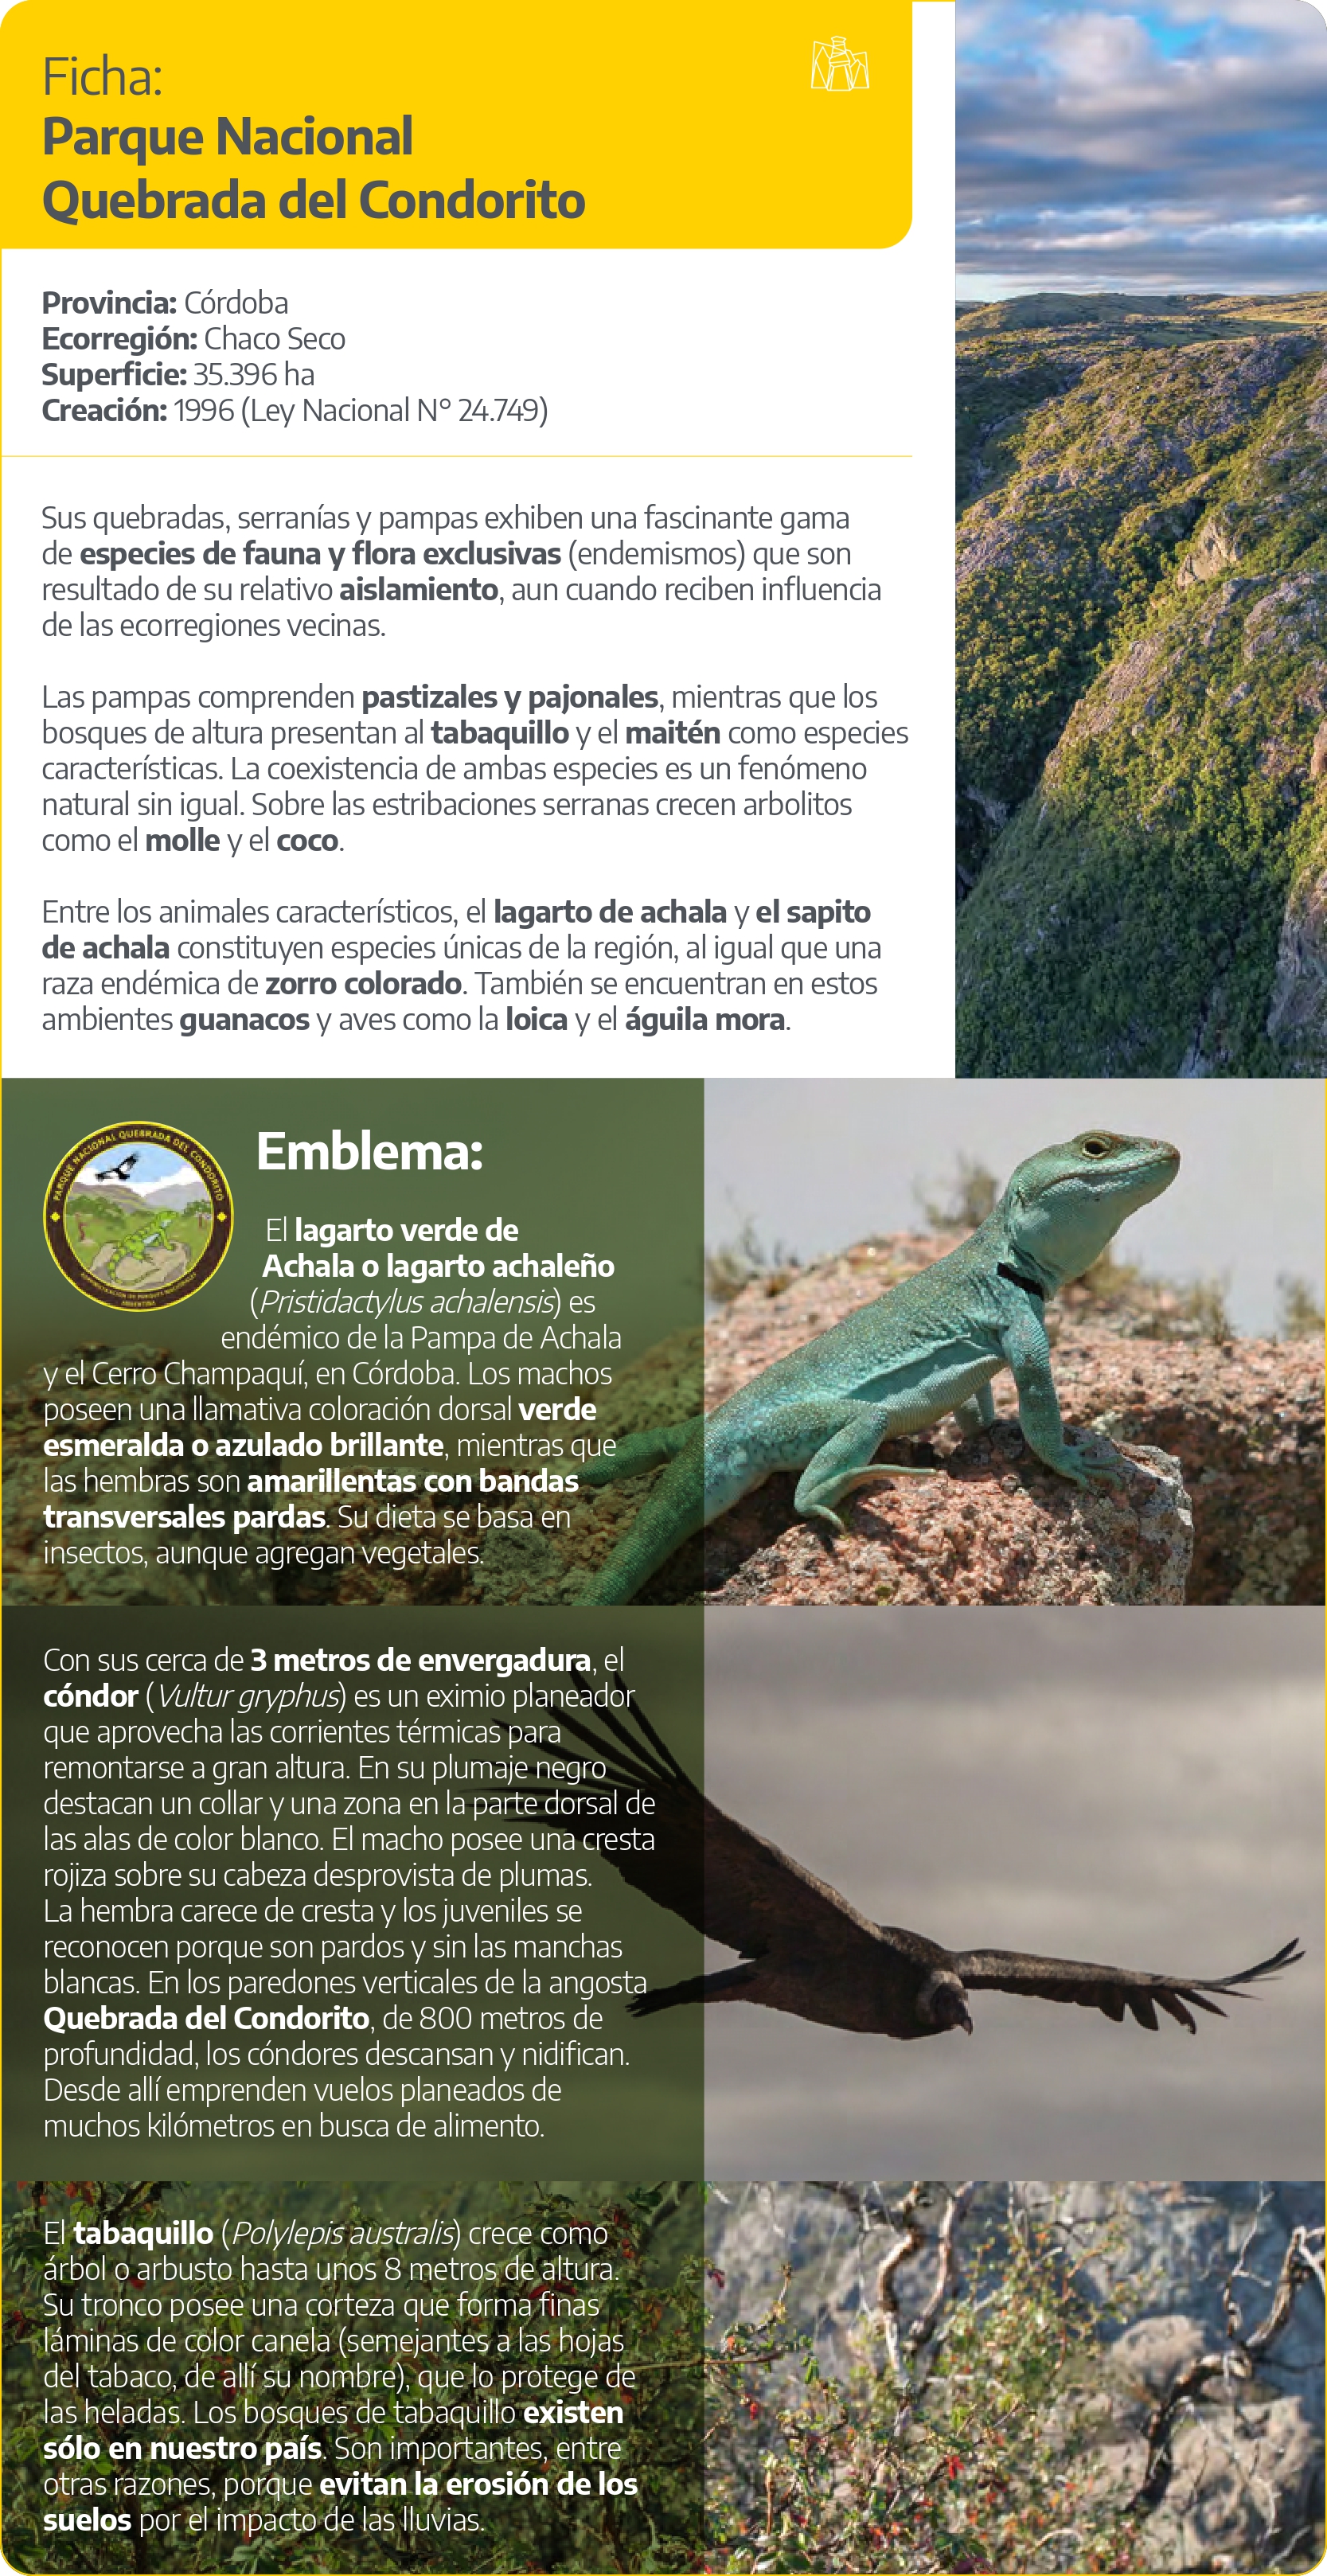 Ficha:
Parque Nacional
Quebrada del Condorito
Provincia: Córdoba
Ecorregión: Chaco Seco
Superficie: 35.396 ha
Creación: 1996 (Ley Nacional N° 24.749)
Sus quebradas, serranías y pampas exhiben una fascinante gama
de especies de fauna y flora exclusivas (endemismos) que son
resultado de su relativo aislamiento, aun cuando reciben influencia
de las ecorregiones vecinas.
Las pampas comprenden pastizales y pajonales, mientras que los
bosques de altura presentan al tabaquillo y el maitén como especies
características. La coexistencia de ambas especies es un fenómeno
natural sin igual. Sobre las estribaciones serranas crecen arbolitos
como el molle y el coco.
Entre los animales característicos, el lagarto de achala y el sapito
de achala constituyen especies únicas de la región, al igual que una
raza endémica de zorro colorado. También se encuentran en estos
ambientes guanacos y aves como la loica y el águila mora.
PARQUE NACIONAL QUEBRADA DEL CONDORITO
ADMINISTRACIÓN DE PARQUES NACIONALES
ARGENTINA
Emblema:
El lagarto verde de
Achala o lagarto achaleño
(Pristidactylus achalensis) es
endémico de la Pampa de Achala
y el Cerro Champaquí, en Córdoba. Los machos
poseen una llamativa coloración dorsal verde
esmeralda o azulado brillante, mientras que
las hembras son amarillentas con bandas
transversales pardas. Su dieta se basa en
insectos, aunque agregan vegetales.
Con sus cerca de 3 metros de envergadura, el
cóndor (Vultur gryphus) es un eximio planeador
que aprovecha las corrientes térmicas para
remontarse a gran altura. En su plumaje negro
destacan un collar y una zona en la parte dorsal de
las alas de color blanco. El macho posee una cresta
rojiza sobre su cabeza desprovista de plumas.
La hembra carece de cresta y los juveniles se
reconocen porque son pardos y sin las manchas
blancas. En los paredones verticales de la angosta
Quebrada del Condorito, de 800 metros de
profundidad, los cóndores descansan y nidifican.
Desde allí emprenden vuelos planeados de
muchos kilómetros en busca de alimento.
El tabaquillo (Polylepis australis) crece como
árbol o arbusto hasta unos 8 metros de altura.
Su tronco posee una corteza que forma finas
láminas de color canela (semejantes a las hojas
del tabaco, de allí su nombre), que lo protege de
las heladas. Los bosques de tabaquillo existen
sólo en nuestro país. Son importantes, entre
otras razones, porque evitan la erosión de los
suelos por el impacto de las lluvias.